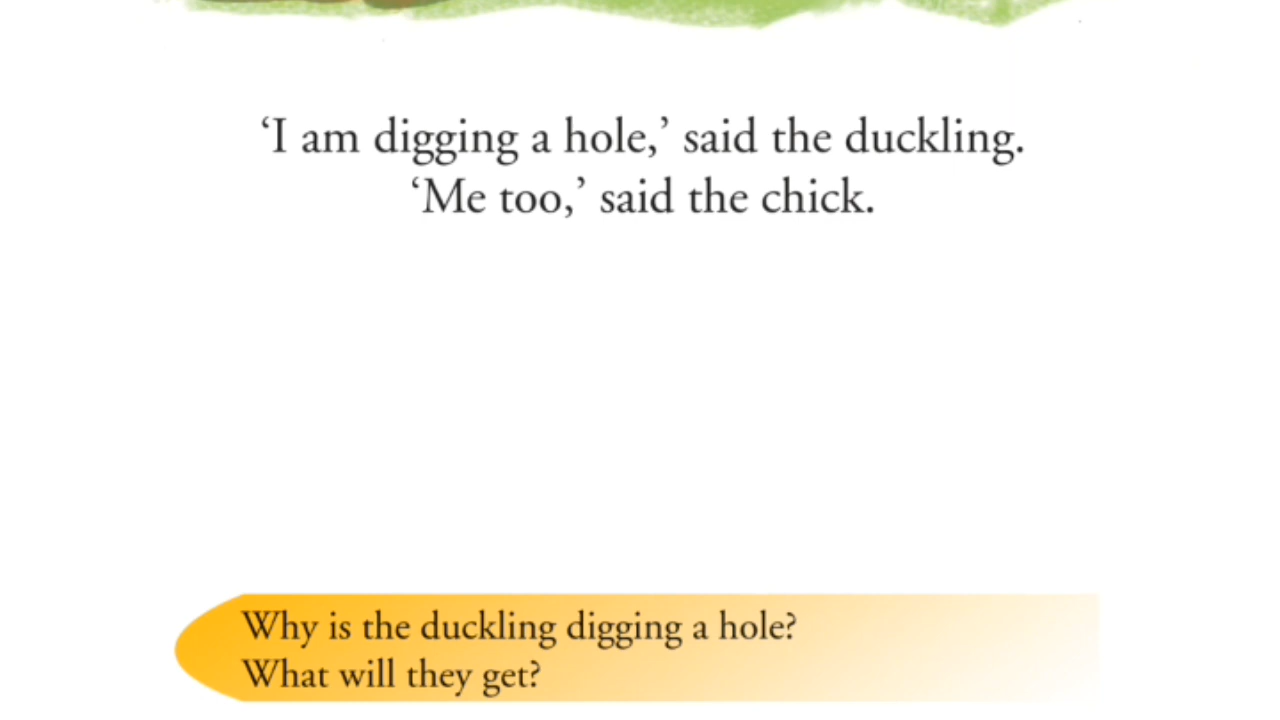 ‘I am digging a hole,’ said the duckling.
‘Me too,’ said the chick.
Why is the duckling digging a hole?
What will they get?